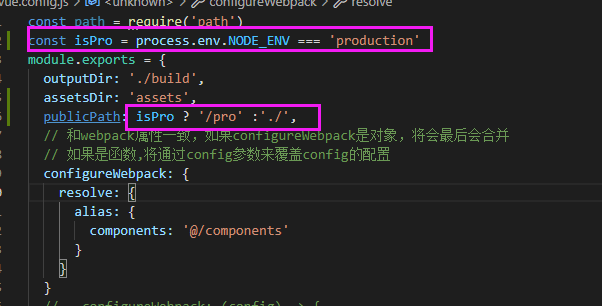 vue.config.js > <unknown> > configureWebpack > resolve
const path = require('path')
const isPro = process.env.NODE_ENV === 'production'
module.exports = {
outputDir: './build',
assetsDir: 'assets',
publicPath: isPro ? '/pro' :'./',
// 和webpack属性一致，如果configureWebpack是对象，将会最后会合并
// 如果是函数,将通过config参数来覆盖config的配置
configureWebpack: {
resolve: {
alias: {
components: '@/components'
}
}
}
// configureWebpack: (config) => {